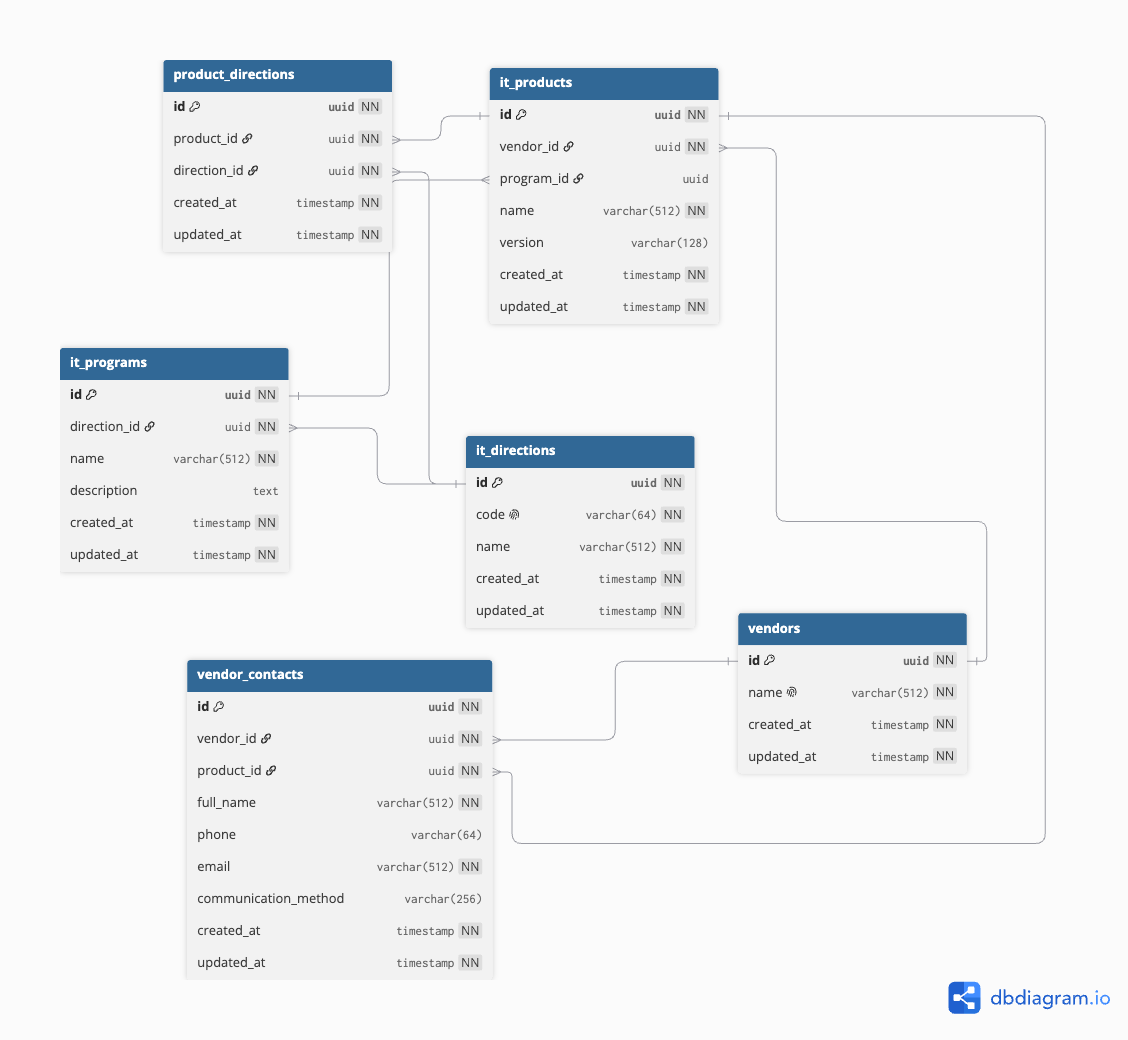 product_directions
id uuid NN
product_id uuid NN
direction_id uuid NN
created_at timestamp NN
updated_at timestamp NN
it_products
id uuid NN
vendor_id uuid NN
program_id uuid
name varchar(512) NN
version varchar(128)
created_at timestamp NN
updated_at timestamp NN
it_programs
id uuid NN
direction_id uuid NN
name varchar(512) NN
description text
created_at timestamp NN
updated_at timestamp NN
it_directions
id uuid NN
code varchar(64) NN
name varchar(512) NN
created_at timestamp NN
updated_at timestamp NN
vendors
id uuid NN
name varchar(512) NN
created_at timestamp NN
updated_at timestamp NN
vendor_contacts
id uuid NN
vendor_id uuid NN
product_id uuid NN
full_name varchar(512) NN
phone varchar(64)
email varchar(512) NN
communication_method varchar(256)
created_at timestamp NN
updated_at timestamp NN
dbdiagram.io